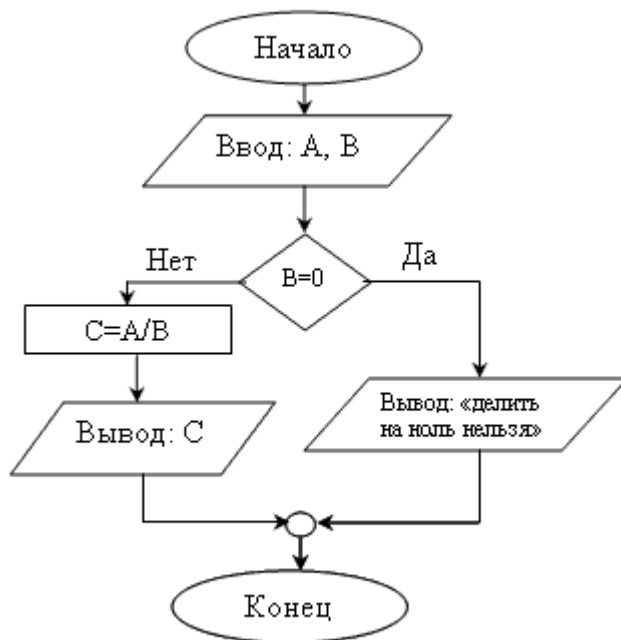 Начало
Ввод: А, В
Нет
Да
В=0
С=А/В
Вывод: С
Вывод: «делить
на ноль нельзя»
Конец